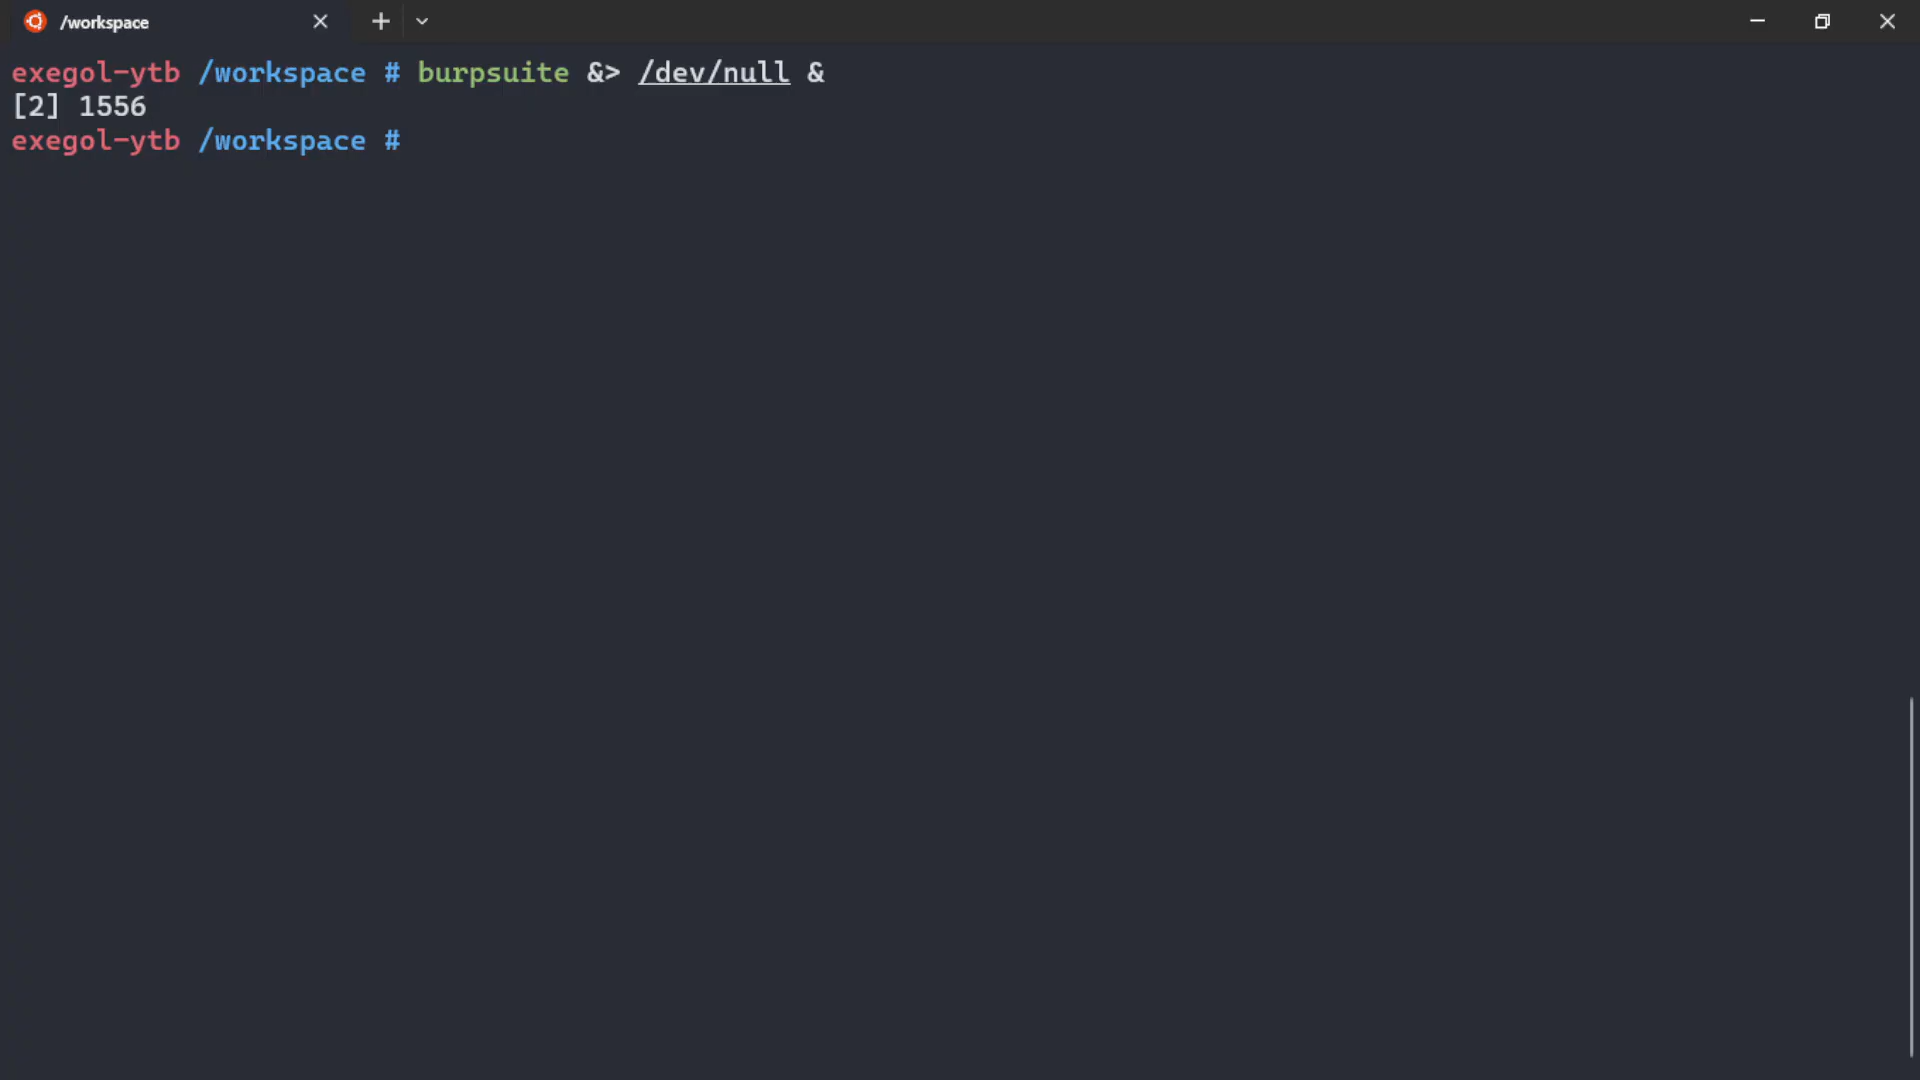 /workspace
exegol-ytb /workspace # burpsuite &> /dev/null &
[2] 1556
exegol-ytb /workspace #